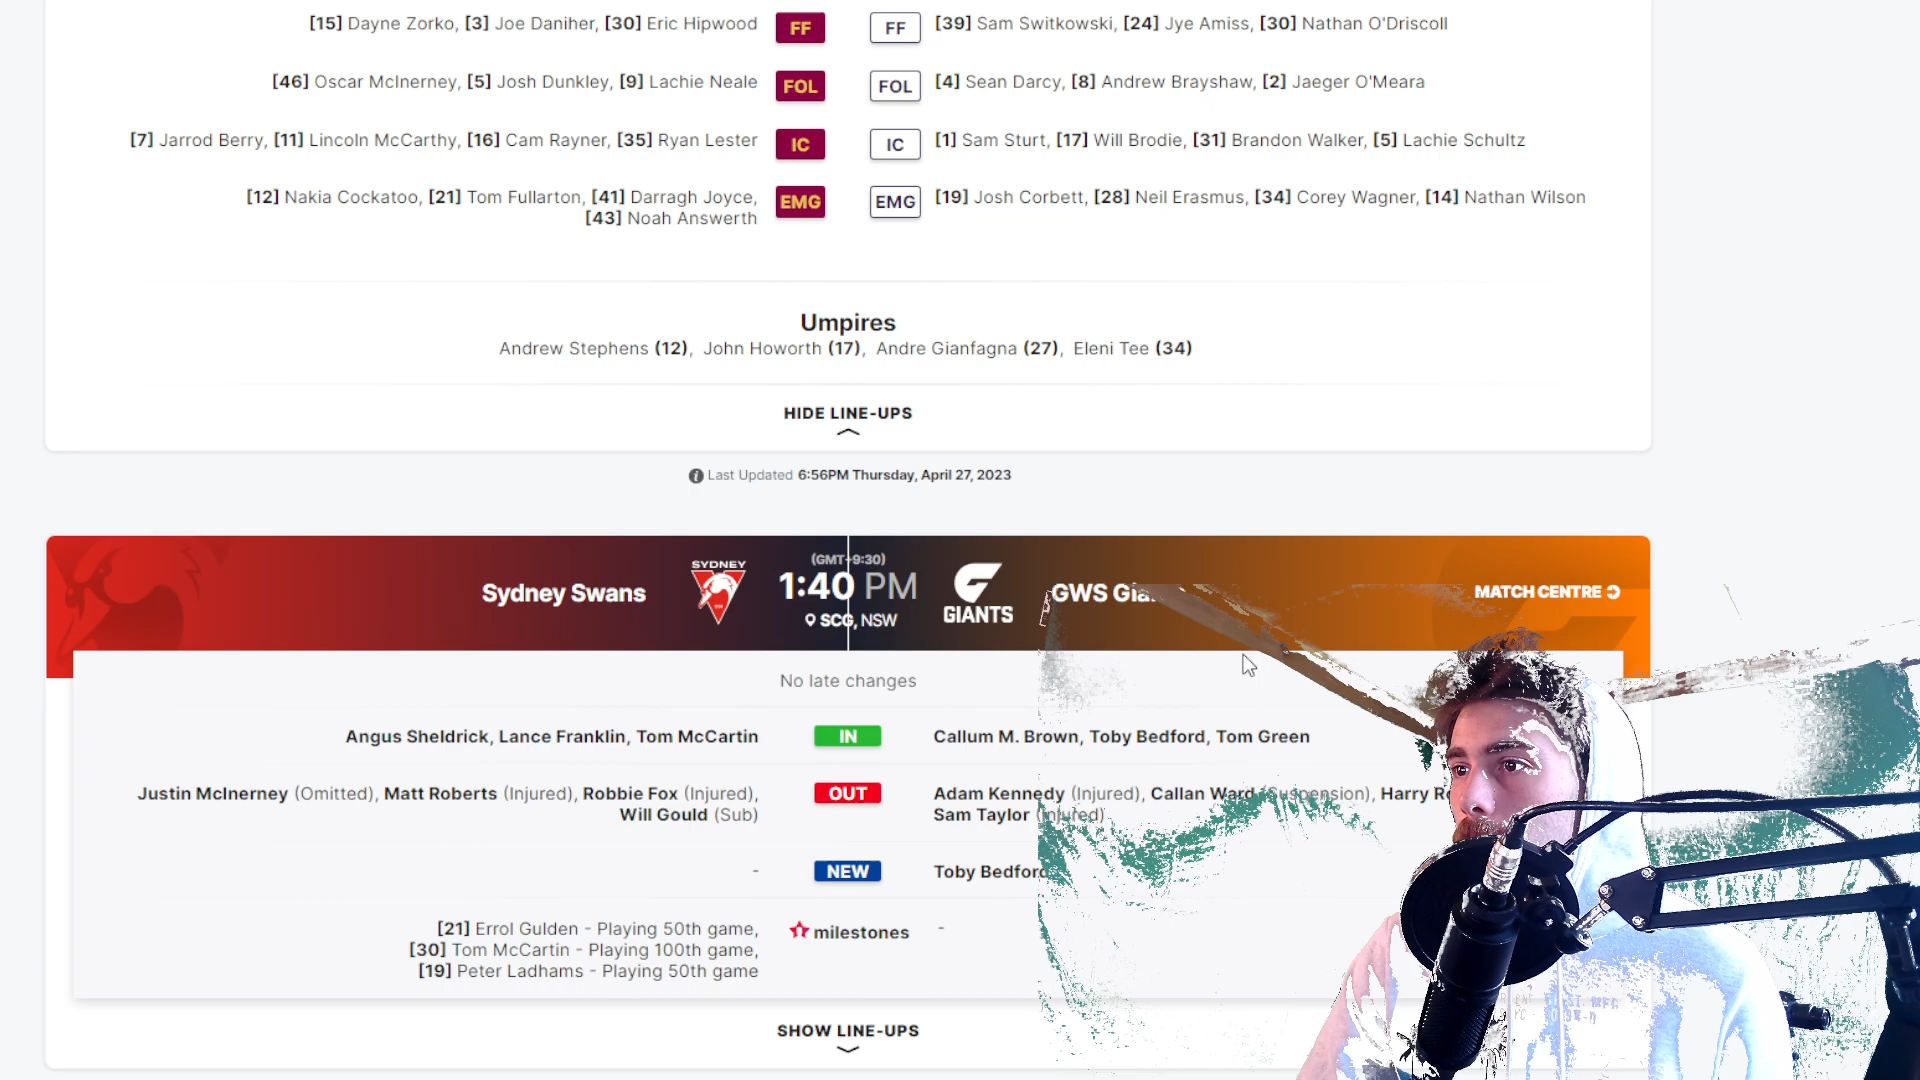 [15] Dayne Zorko, [3] Joe Daniher, [30] Eric Hipwood FF FF [39] Sam Switkowski, [24] Jye Amiss, [30] Nathan O'Driscoll
[46] Oscar McInerney, [5] Josh Dunkley, [9] Lachie Neale FOL FOL [4] Sean Darcy, [8] Andrew Brayshaw, [2] Jaeger O'Meara
[7] Jarrod Berry, [11] Lincoln McCarthy, [16] Cam Rayner, [35] Ryan Lester IC IC [1] Sam Sturt, [17] Will Brodie, [31] Brandon Walker, [5] Lachie Schultz
[12] Nakia Cockatoo, [21] Tom Fullarton, [41] Darragh Joyce, EMG EMG [19] Josh Corbett, [28] Neil Erasmus, [34] Corey Wagner, [14] Nathan Wilson
[43] Noah Answerth
Umpires
Andrew Stephens (12), John Howorth (17), Andre Gianfagna (27), Eleni Tee (34)
HIDE LINE-UPS
Last Updated 6:56PM Thursday, April 27, 2023
SYDNEY
(GMT+9:30)
Sydney Swans 1:40 PM GWS MATCH CENTRE
GIANTS
SCG, NSW
No late changes
Angus Sheldrick, Lance Franklin, Tom McCartin IN Callum M. Brown, Toby Bedford, Tom Green
Justin McInerney (Omitted), Matt Roberts (Injured), Robbie Fox (Injured), OUT Adam Kennedy (Injured), Callan Ward (Suspension), Harry
Will Gould (Sub) Sam Taylor (Injured)
- NEW Toby Bedford
[21] Errol Gulden - Playing 50th game, milestones -
[30] Tom McCartin - Playing 100th game,
[19] Peter Ladhams - Playing 50th game
SHOW LINE-UPS